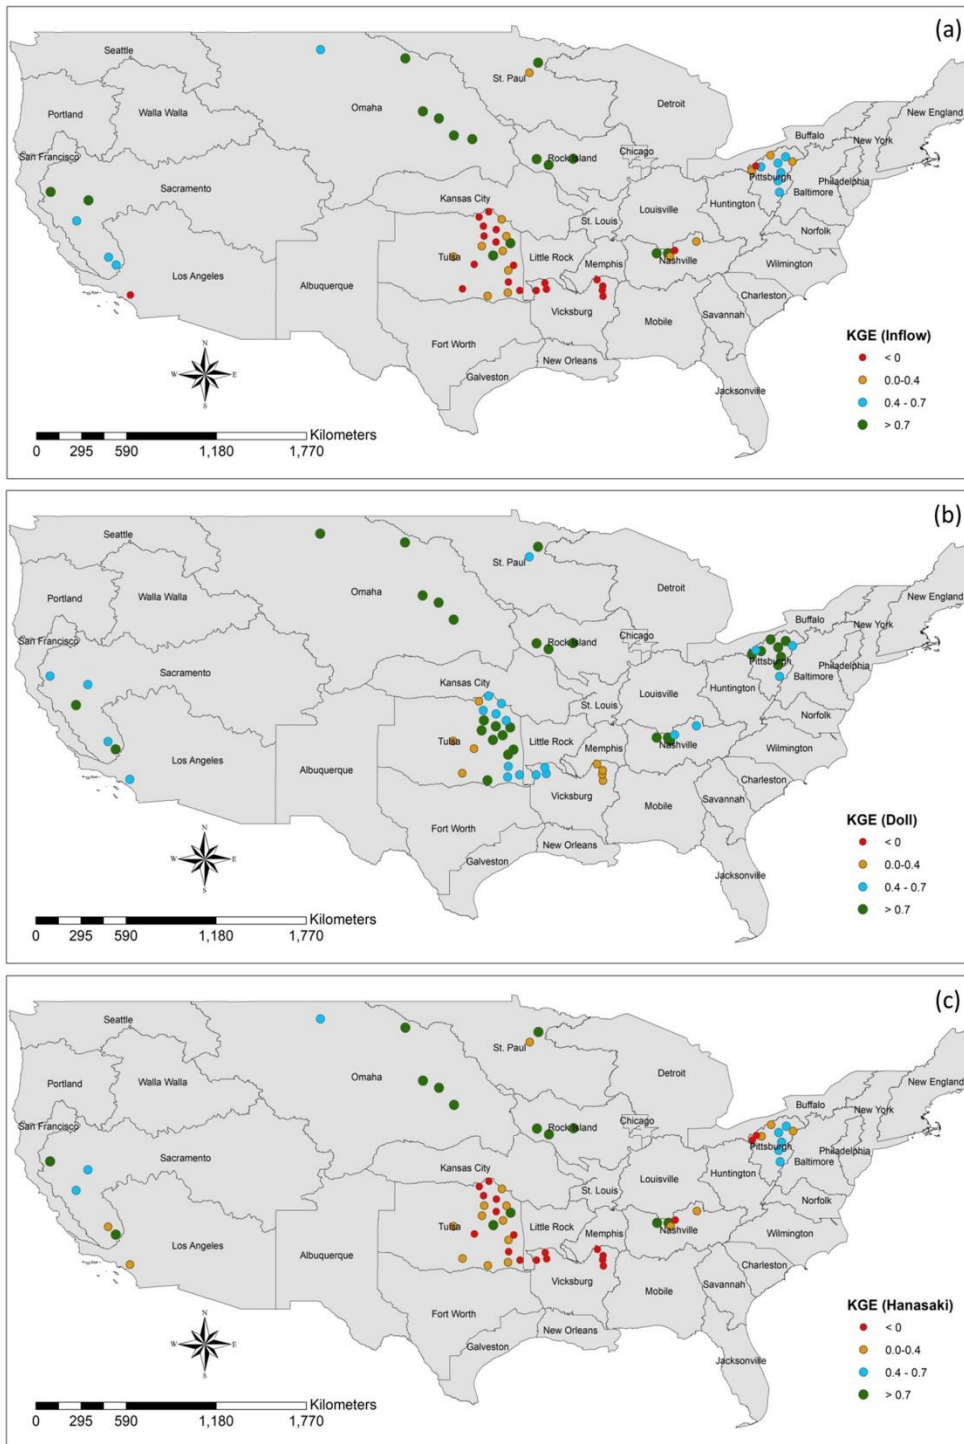 (a)
Seattle
St. Paul
Omaha
Detroit
New England
Portland
Walla Walla
Buffalo
New York
San Francisco
Rock Island
Chicago
Pittsburgh
Philadelphia
Sacramento
Baltimore
Kansas City
Huntington
Louisville
St. Louis
Norfolk
Tulsa
Little Rock
Memphis
Nashville
Wilmington
Los Angeles
Albuquerque
Charleston
Vicksburg
Mobile
Savannah
Fort Worth
New Orleans
Galveston
Jacksonville
N
W E
S
KGE (Inflow)
< 0
0.0-0.4
0.4 - 0.7
> 0.7
Kilometers
0 295 590 1,180 1,770
(b)
Seattle
St. Paul
Omaha
Detroit
New England
Portland
Walla Walla
Buffalo
New York
San Francisco
Rock Island
Chicago
Pittsburgh
Philadelphia
Sacramento
Baltimore
Kansas City
Huntington
Louisville
St. Louis
Norfolk
Tulsa
Little Rock
Memphis
Nashville
Wilmington
Los Angeles
Albuquerque
Charleston
Vicksburg
Mobile
Savannah
Fort Worth
New Orleans
Galveston
Jacksonville
N
W E
S
KGE (Doll)
< 0
0.0-0.4
0.4 - 0.7
> 0.7
Kilometers
0 295 590 1,180 1,770
(c)
Seattle
St. Paul
Omaha
Detroit
New England
Portland
Walla Walla
Buffalo
New York
San Francisco
Rock Island
Chicago
Pittsburgh
Philadelphia
Sacramento
Baltimore
Kansas City
Huntington
Louisville
St. Louis
Norfolk
Tulsa
Little Rock
Memphis
Nashville
Wilmington
Los Angeles
Albuquerque
Charleston
Vicksburg
Mobile
Savannah
Fort Worth
New Orleans
Galveston
Jacksonville
N
W E
S
KGE (Hanasaki)
< 0
0.0-0.4
0.4 - 0.7
> 0.7
Kilometers
0 295 590 1,180 1,770